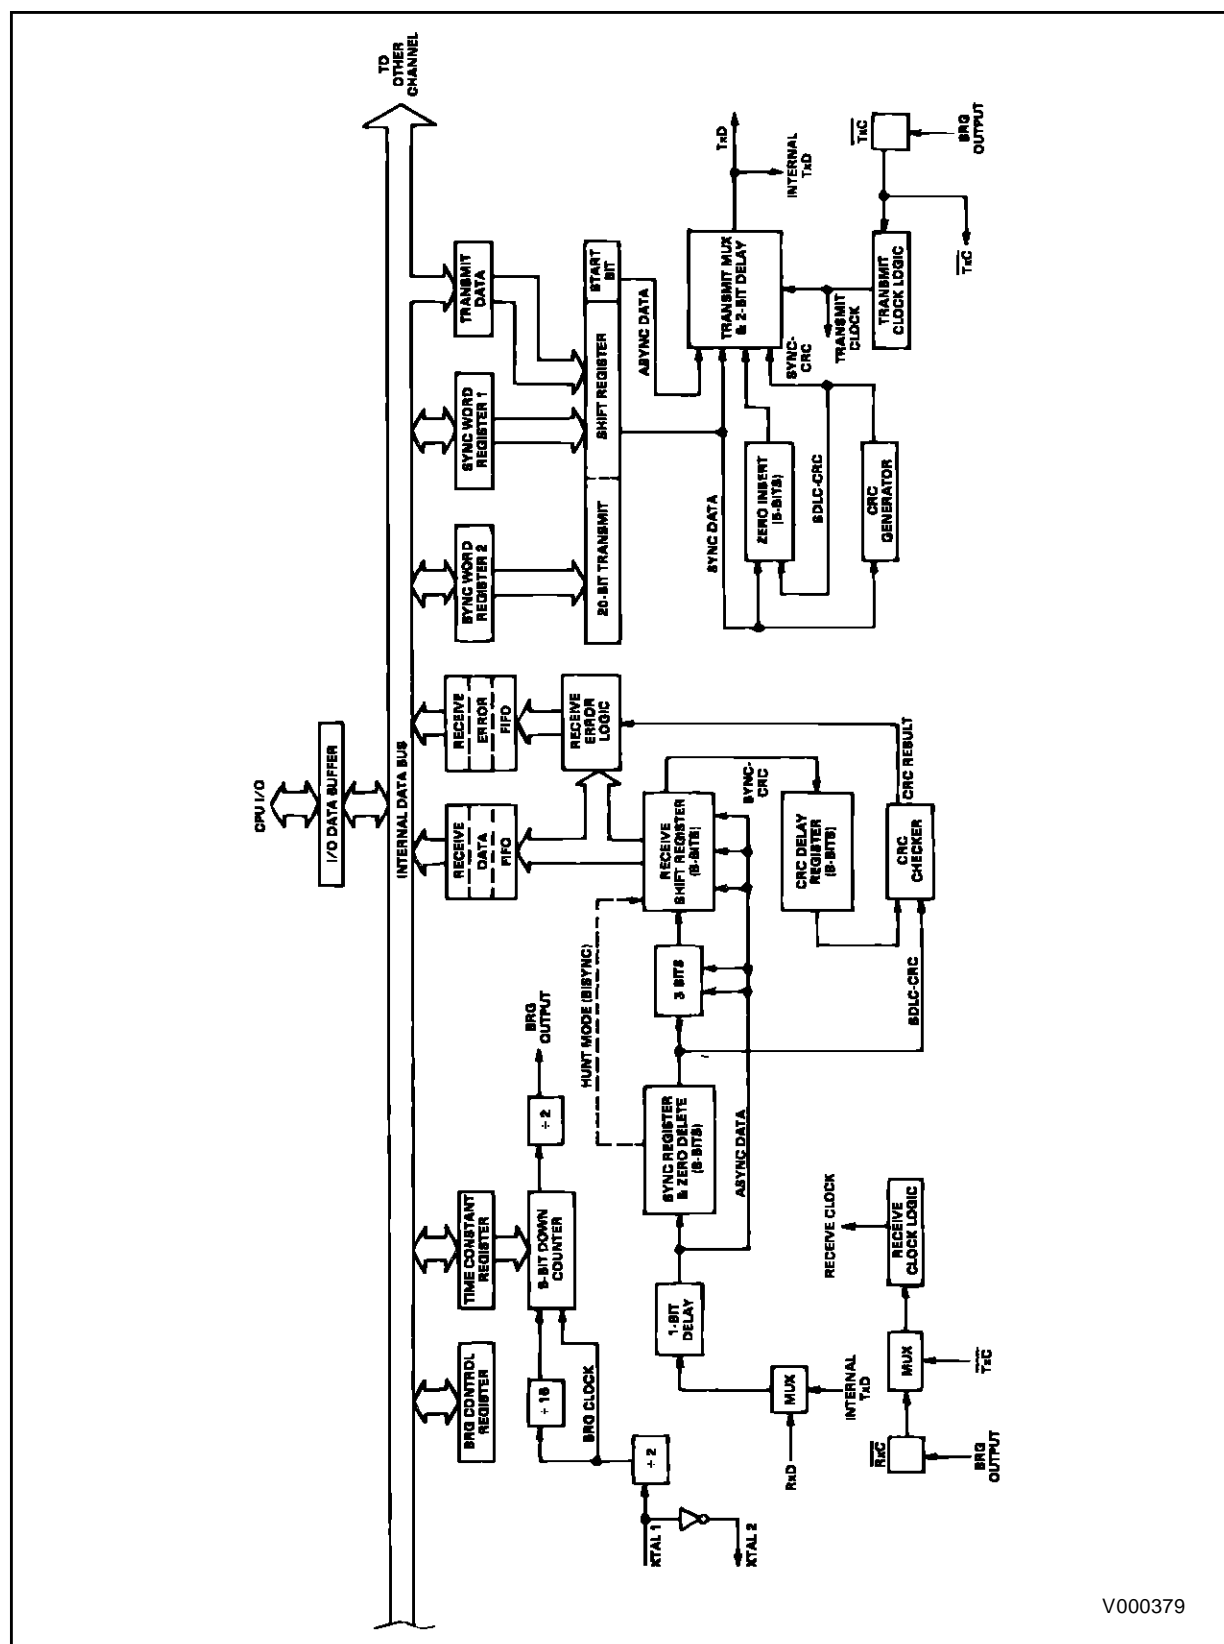 CPU I/O
I/O DATA BUFFER
INTERNAL DATA BUS
TO
OTHER
CHANNEL
BRG CONTROL
REGISTER
TIME CONSTANT
REGISTER
RECEIVE
DATA
FIFO
RECEIVE
ERROR
FIFO
SYNC WORD
REGISTER 2
SYNC WORD
REGISTER 1
TRANSMIT
DATA
÷ 16
BRG CLOCK
8-BIT DOWN
COUNTER
÷ 2
BRG
OUTPUT
XTAL 1
XTAL 2
÷ 2
HUNT MODE (BISYNC)
RECEIVE
ERROR
LOGIC
20-BIT TRANSMIT
SHIFT REGISTER
START
BIT
1-BIT
DELAY
SYNC REGISTER
& ZERO DELETE
(8-BITS)
3 BITS
RECEIVE
SHIFT REGISTER
(8-BITS)
ASYNC DATA
SYNC-
CRC
RxD
MUX
INTERNAL
TxD
CRC DELAY
REGISTER
(8-BITS)
CRC
CHECKER
CRC RESULT
SDLC-CRC
RxC
BRG
OUTPUT
MUX
TxC
RECEIVE
CLOCK LOGIC
RECEIVE CLOCK
ASYNC DATA
SYNC DATA
ZERO INSERT
(5-BITS)
SDLC-CRC
CRC
GENERATOR
SYNC-
CRC
TRANSMIT MUX
& 2-BIT DELAY
TxD
INTERNAL
TxD
TRANSMIT
CLOCK
TRANSMIT
CLOCK LOGIC
TxC
TxC
BRG
OUTPUT
V000379